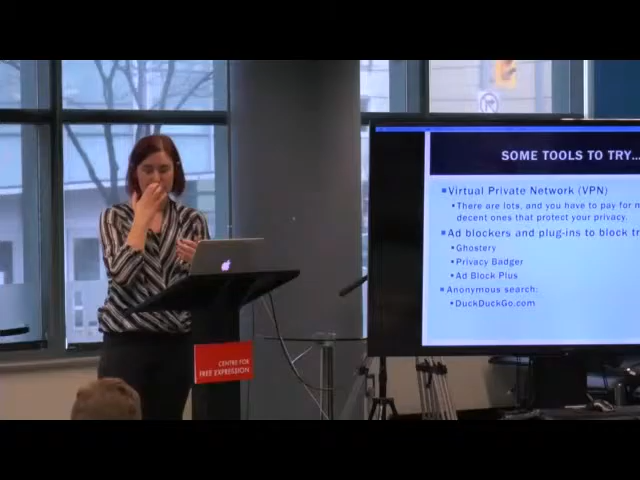 SOME TOOLS TO TRY...
Virtual Private Network (VPN)
There are lots, and you have to pay for
decent ones that protect your privacy.
Ad blockers and plug-ins to block
Ghostery
Privacy Badger
Ad Block Plus
Anonymous search:
DuckDuckGo.com
CENTRE FOR
FREE EXPRESSION